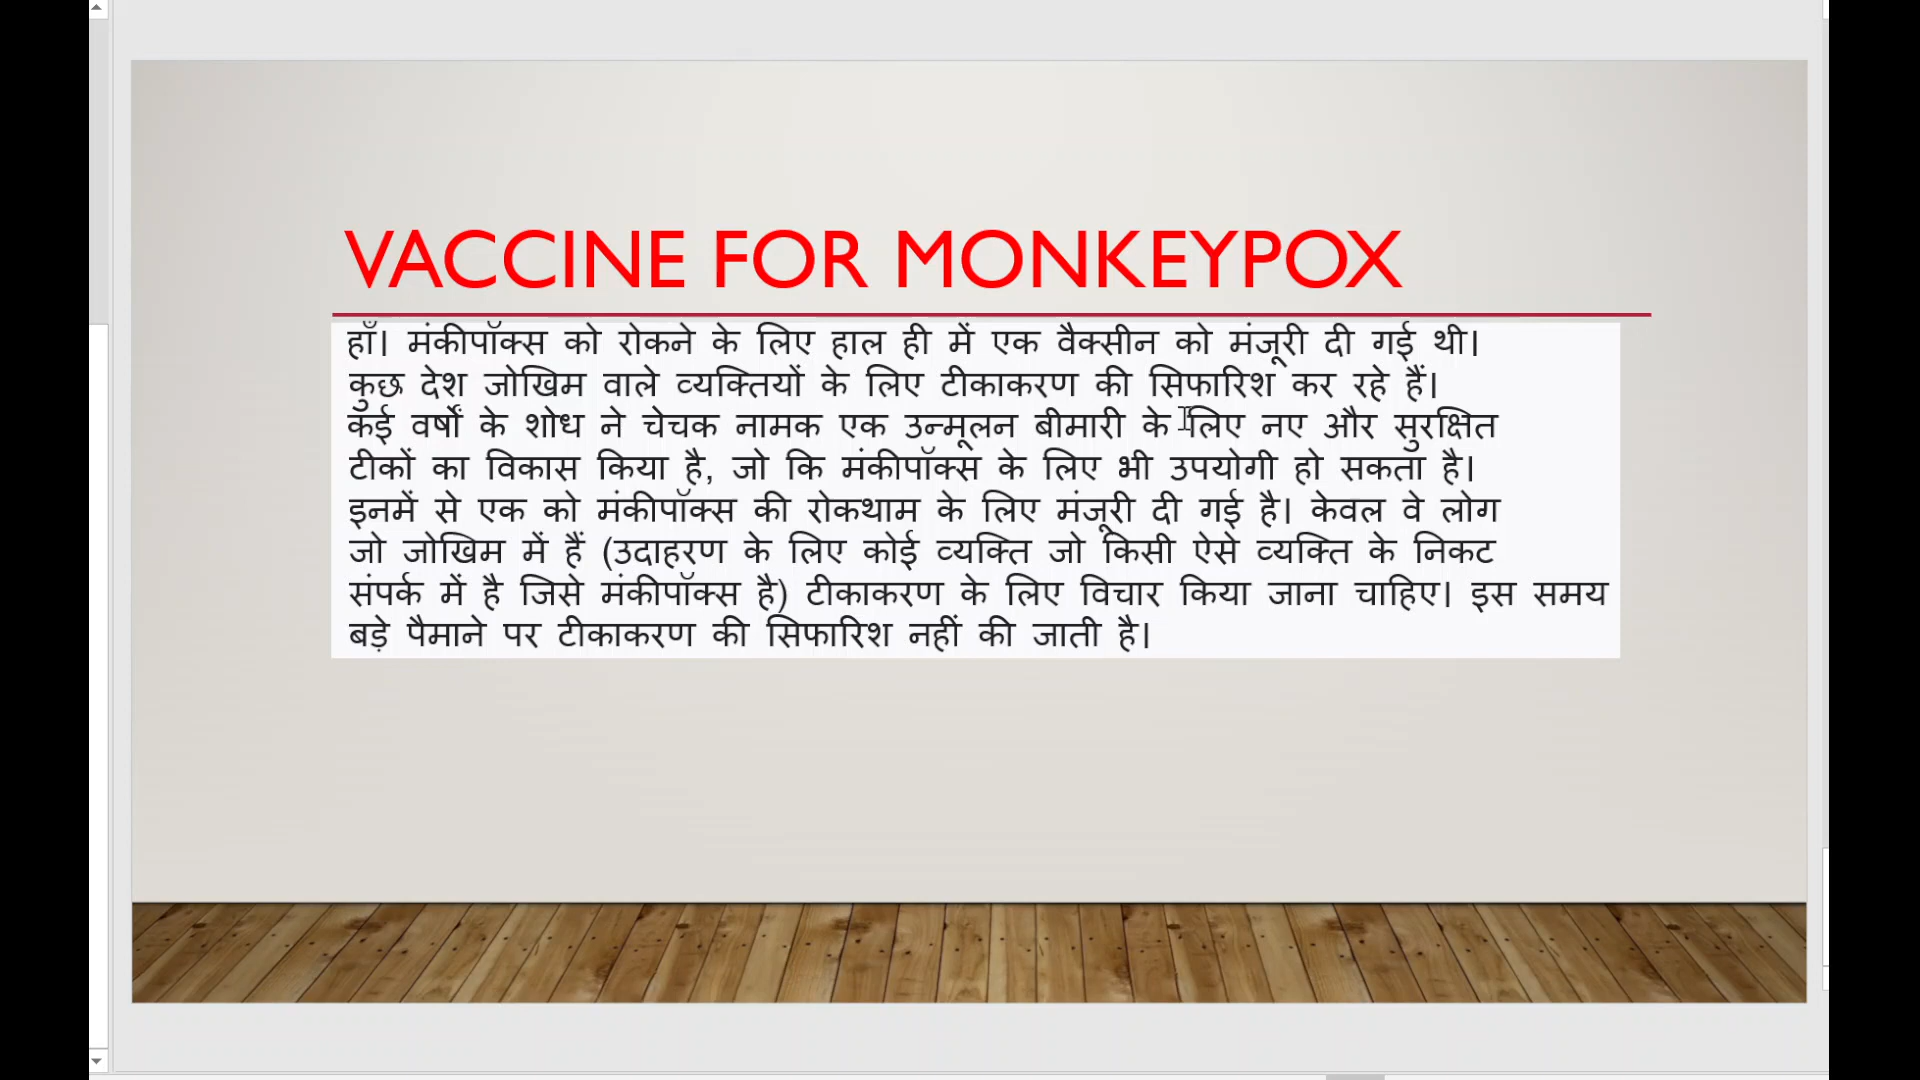 VACCINE FOR MONKEYPOX
हाँ। मंकीपॉक्स को रोकने के लिए हाल ही में एक वैक्सीन को मंजूरी दी गई थी।
कुछ देश जोखिम वाले व्यक्तियों के लिए टीकाकरण की सिफारिश कर रहे हैं।
कई वर्षों के शोध ने चेचक नामक एक उन्मूलन बीमारी के लिए नए और सुरक्षित
टीकों का विकास किया है, जो कि मंकीपॉक्स के लिए भी उपयोगी हो सकता है।
इनमें से एक को मंकीपॉक्स की रोकथाम के लिए मंजूरी दी गई है। केवल वे लोग
जो जोखिम में हैं (उदाहरण के लिए कोई व्यक्ति जो किसी ऐसे व्यक्ति के निकट
संपर्क में है जिसे मंकीपॉक्स है) टीकाकरण के लिए विचार किया जाना चाहिए। इस समय
बड़े पैमाने पर टीकाकरण की सिफारिश नहीं की जाती है।